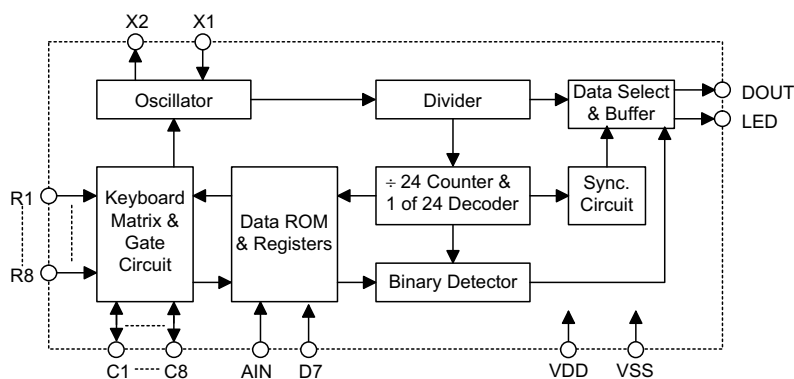 X2 X1
Oscillator
Divider
Data Select
& Buffer
DOUT
LED
R1
R8
Keyboard
Matrix &
Gate
Circuit
Data ROM
& Registers
÷ 24 Counter &
1 of 24 Decoder
Sync.
Circuit
Binary Detector
C1 C8 AIN D7 VDD VSS